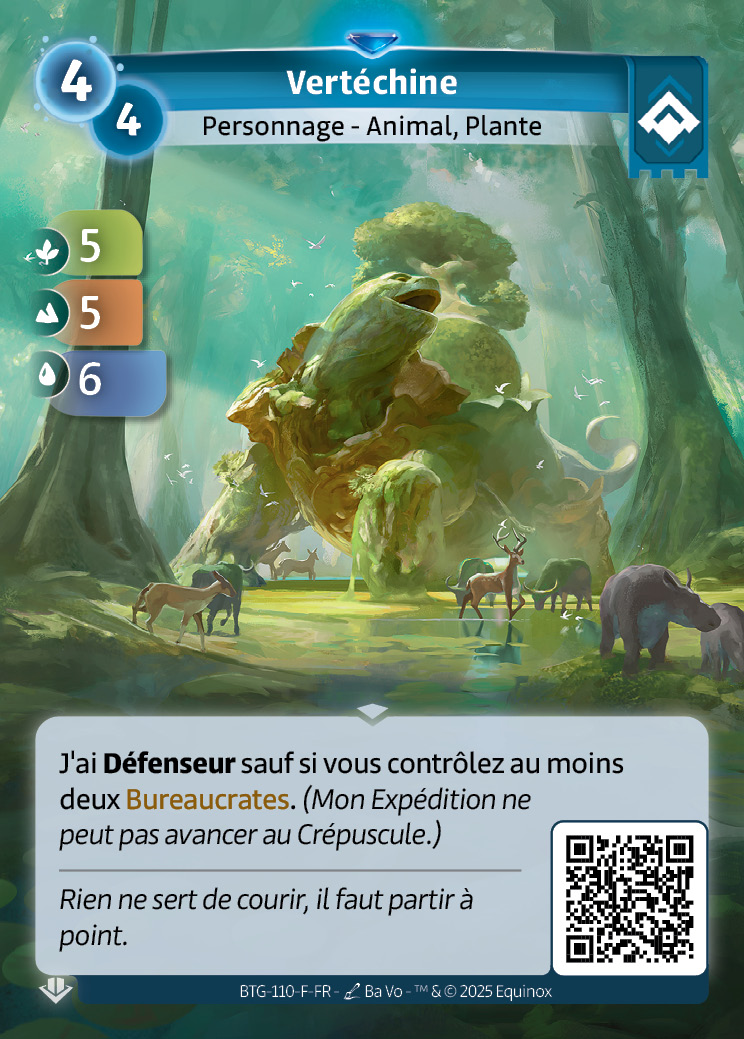 4
Vertéchine
4
Personnage - Animal, Plante
5
5
6
J'ai Défenseur sauf si vous contrôlez au moins
deux Bureaucrates. (Mon Expédition ne
peut pas avancer au Crépuscule.)
Rien ne sert de courir, il faut partir à
point.
BTG-110-F-FR - Ba Vo - ™ & © 2025 Equinox